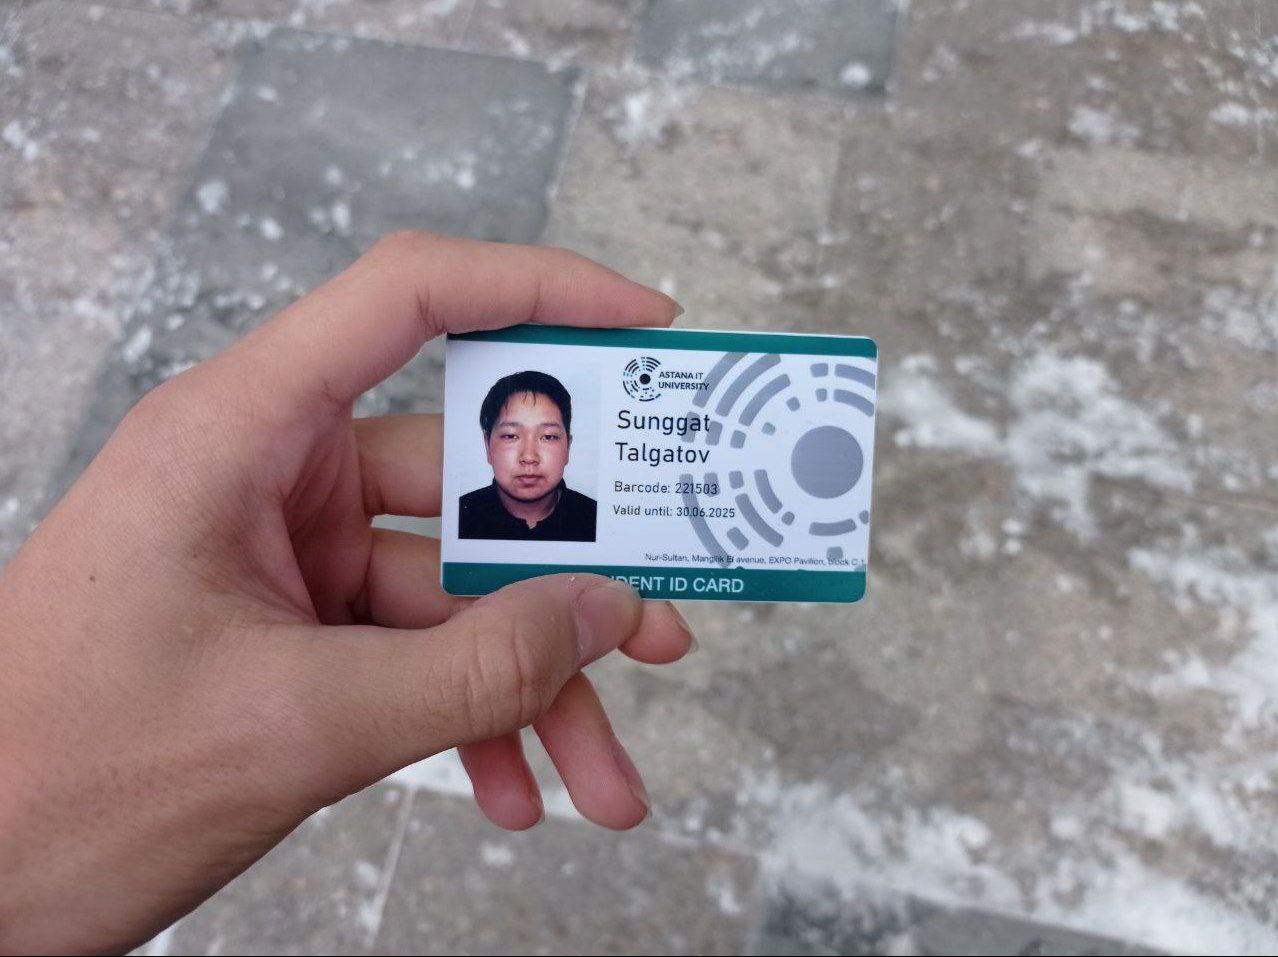 ASTANA IT
UNIVERSITY
Sunggat
Talgatov
Barcode: 221503
Valid until: 30.06.2025
Nur-Sultan, Mangilik El avenue, EXPO Pavilion, block C.1
DENT ID CARD